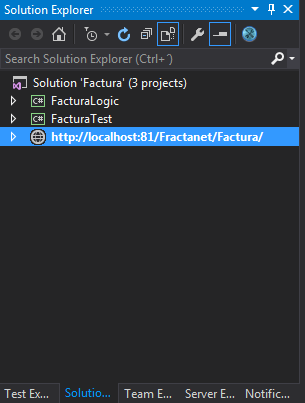 Solution Explorer
Search Solution Explorer (Ctrl+´)
Solution 'Factura' (3 projects)
C# FacturaLogic
C# FacturaTest
http://localhost:81/Fractanet/Factura/
Test Ex... Solutio... Team E... Server E... Notific...